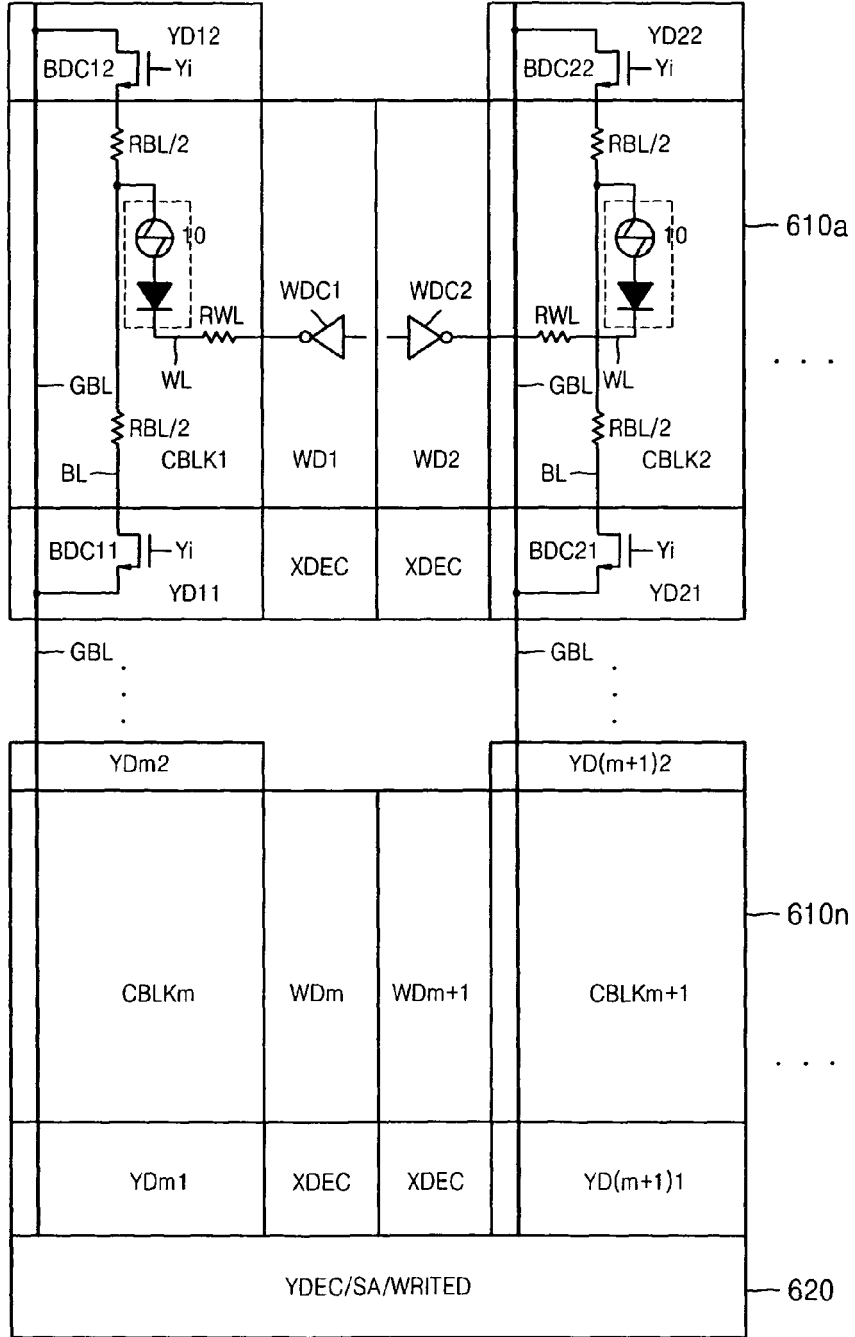 YD12 YD22
BDC12 Yi BDC22 Yi
RBL/2 RBL/2
10 10 610a
WDC1 WDC2
RWL RWL
WL WL . . .
GBL GBL
RBL/2 RBL/2
BL CBLK1 WD1 WD2 BL CBLK2
BDC11 Yi XDEC XDEC BDC21 Yi
YD11 YD21
GBL GBL
YDm2 YD(m+1)2
610n
CBLKm WDm WDm+1 CBLKm+1
. . .
YDm1 XDEC XDEC YD(m+1)1
YDEC/SA/WRITED 620